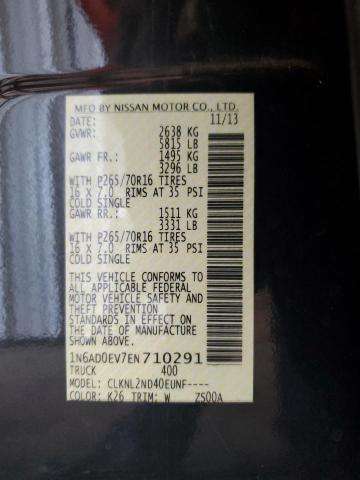 MFD BY NISSAN MOTOR CO., LTD.
DATE: 11/13
GVWR: 2638 KG
5815 LB
GAWR FR.: 1495 KG
3296 LB
WITH P265/70R16 TIRES
16 X 7.0 RIMS AT 35 PSI
COLD SINGLE
GAWR RR.: 1511 KG
3331 LB
WITH P265/70R16 TIRES
16 X 7.0 RIMS AT 35 PSI
COLD SINGLE
THIS VEHICLE CONFORMS TO
ALL APPLICABLE FEDERAL
MOTOR VEHICLE SAFETY AND
THEFT PREVENTION
STANDARDS IN EFFECT ON
THE DATE OF MANUFACTURE
SHOWN ABOVE.
1N6AD0EV7EN710291
TRUCK 400
MODEL: CLKNL2ND40EUNF----
COLOR: K26 TRIM: W ZS00A